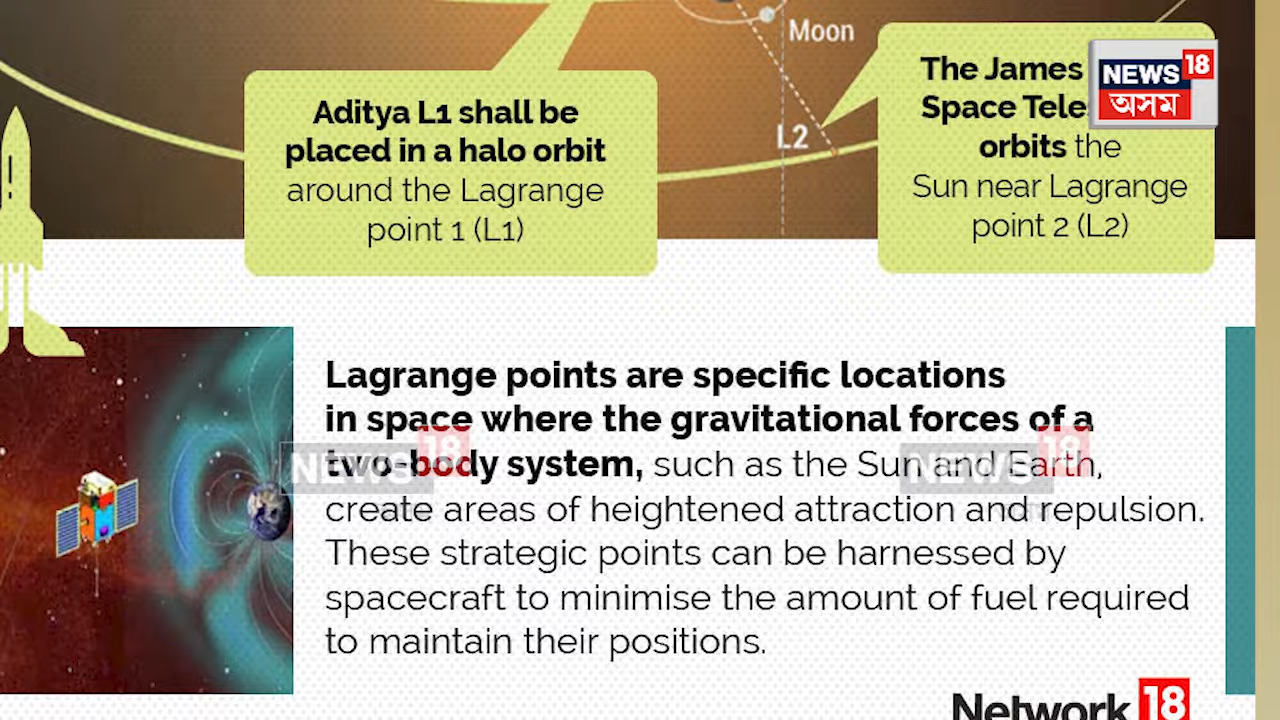 Moon
Aditya L1 shall be
placed in a halo orbit
around the Lagrange
point 1 (L1)
L2
The James
Space
orbits the
Sun near Lagrange
point 2 (L2)
NEWS 18
অসম
Lagrange points are specific locations
in space where the gravitational forces of a
two-body system, such as the Sun and Earth,
create areas of heightened attraction and repulsion.
These strategic points can be harnessed by
spacecraft to minimise the amount of fuel required
to maintain their positions.
NEWS 18
NEWS 18
Network 18